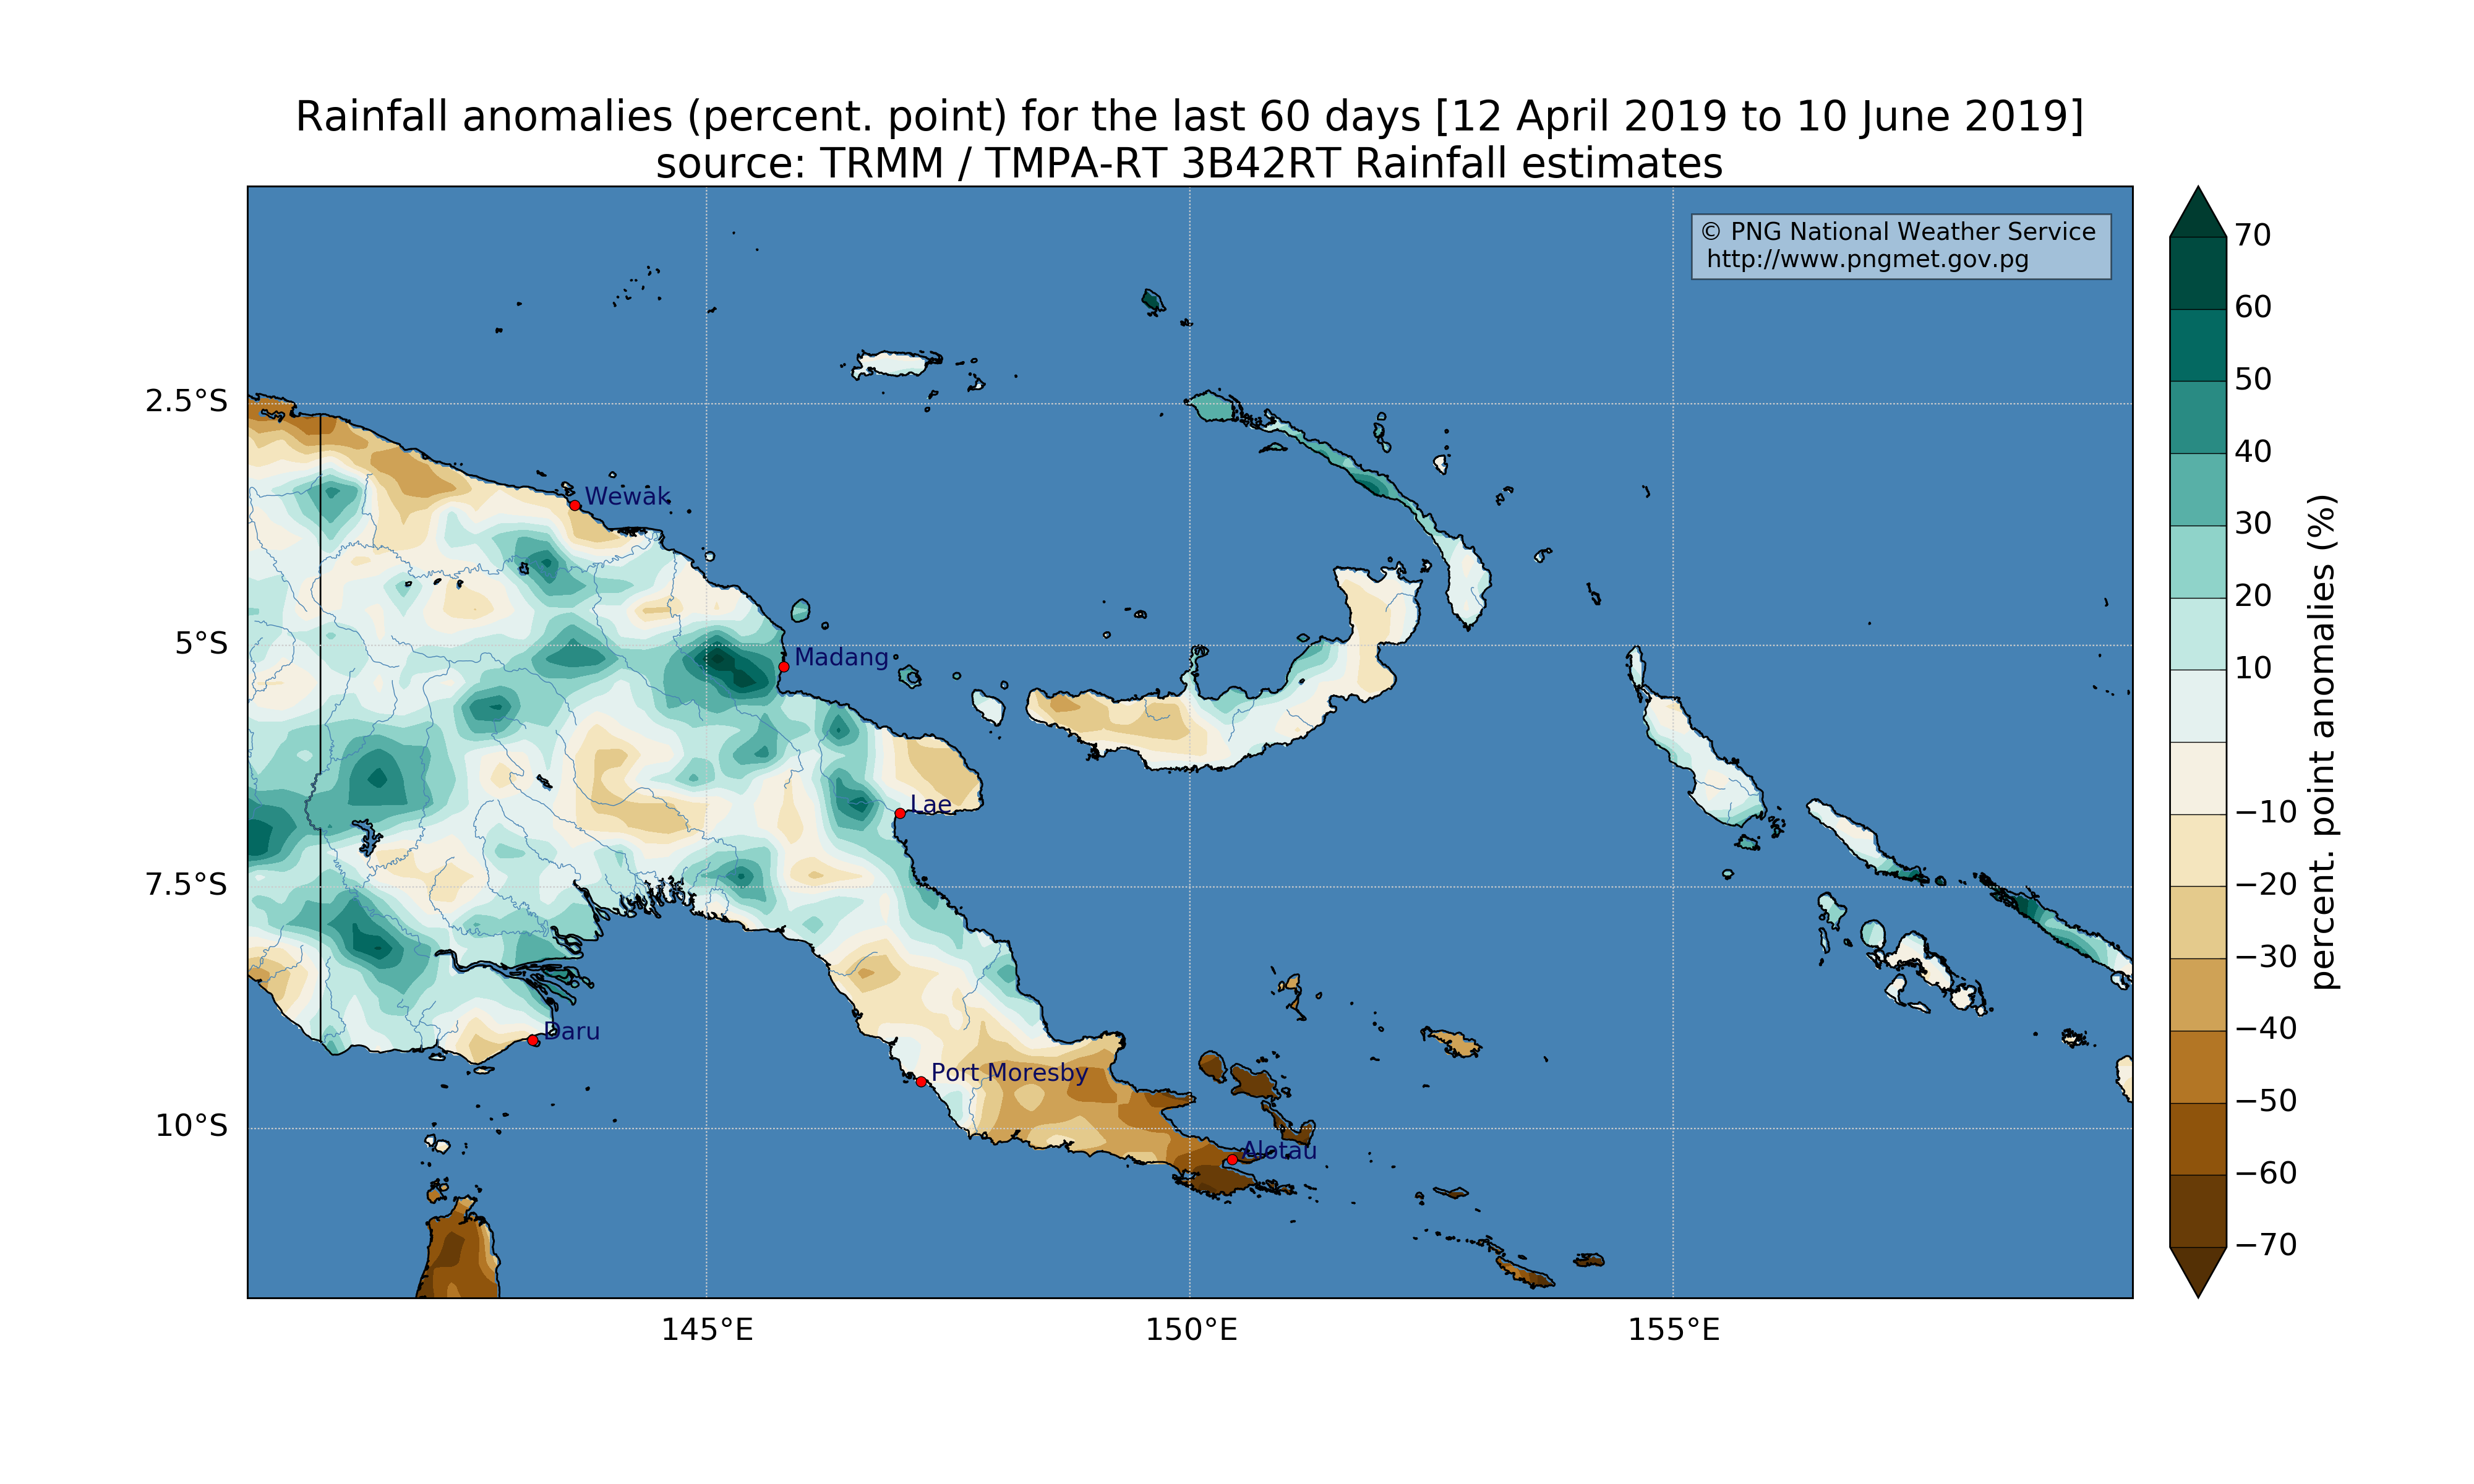 Rainfall anomalies (percent. point) for the last 60 days [12 April 2019 to 10 June 2019]
source: TRMM / TMPA-RT 3B42RT Rainfall estimates
© PNG National Weather Service
http://www.pngmet.gov.pg
2.5°S
5°S
7.5°S
10°S
145°E
150°E
155°E
Wewak
Madang
Lae
Daru
Port Moresby
Alotau
70
60
50
40
30
20
10
−10
−20
−30
−40
−50
−60
−70
percent. point anomalies (%)